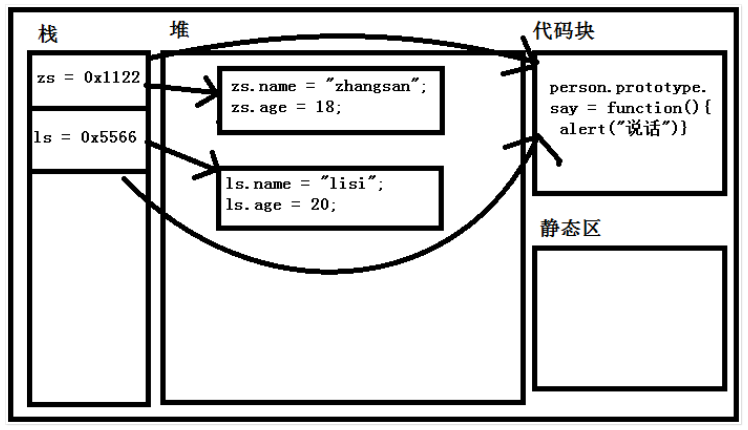 栈
堆
代码块
zs = 0x1122
zs.name = "zhangsan";
zs.age = 18;
person.prototype.
say = function(){
alert("说话")}
ls = 0x5566
ls.name = "lisi";
ls.age = 20;
静态区